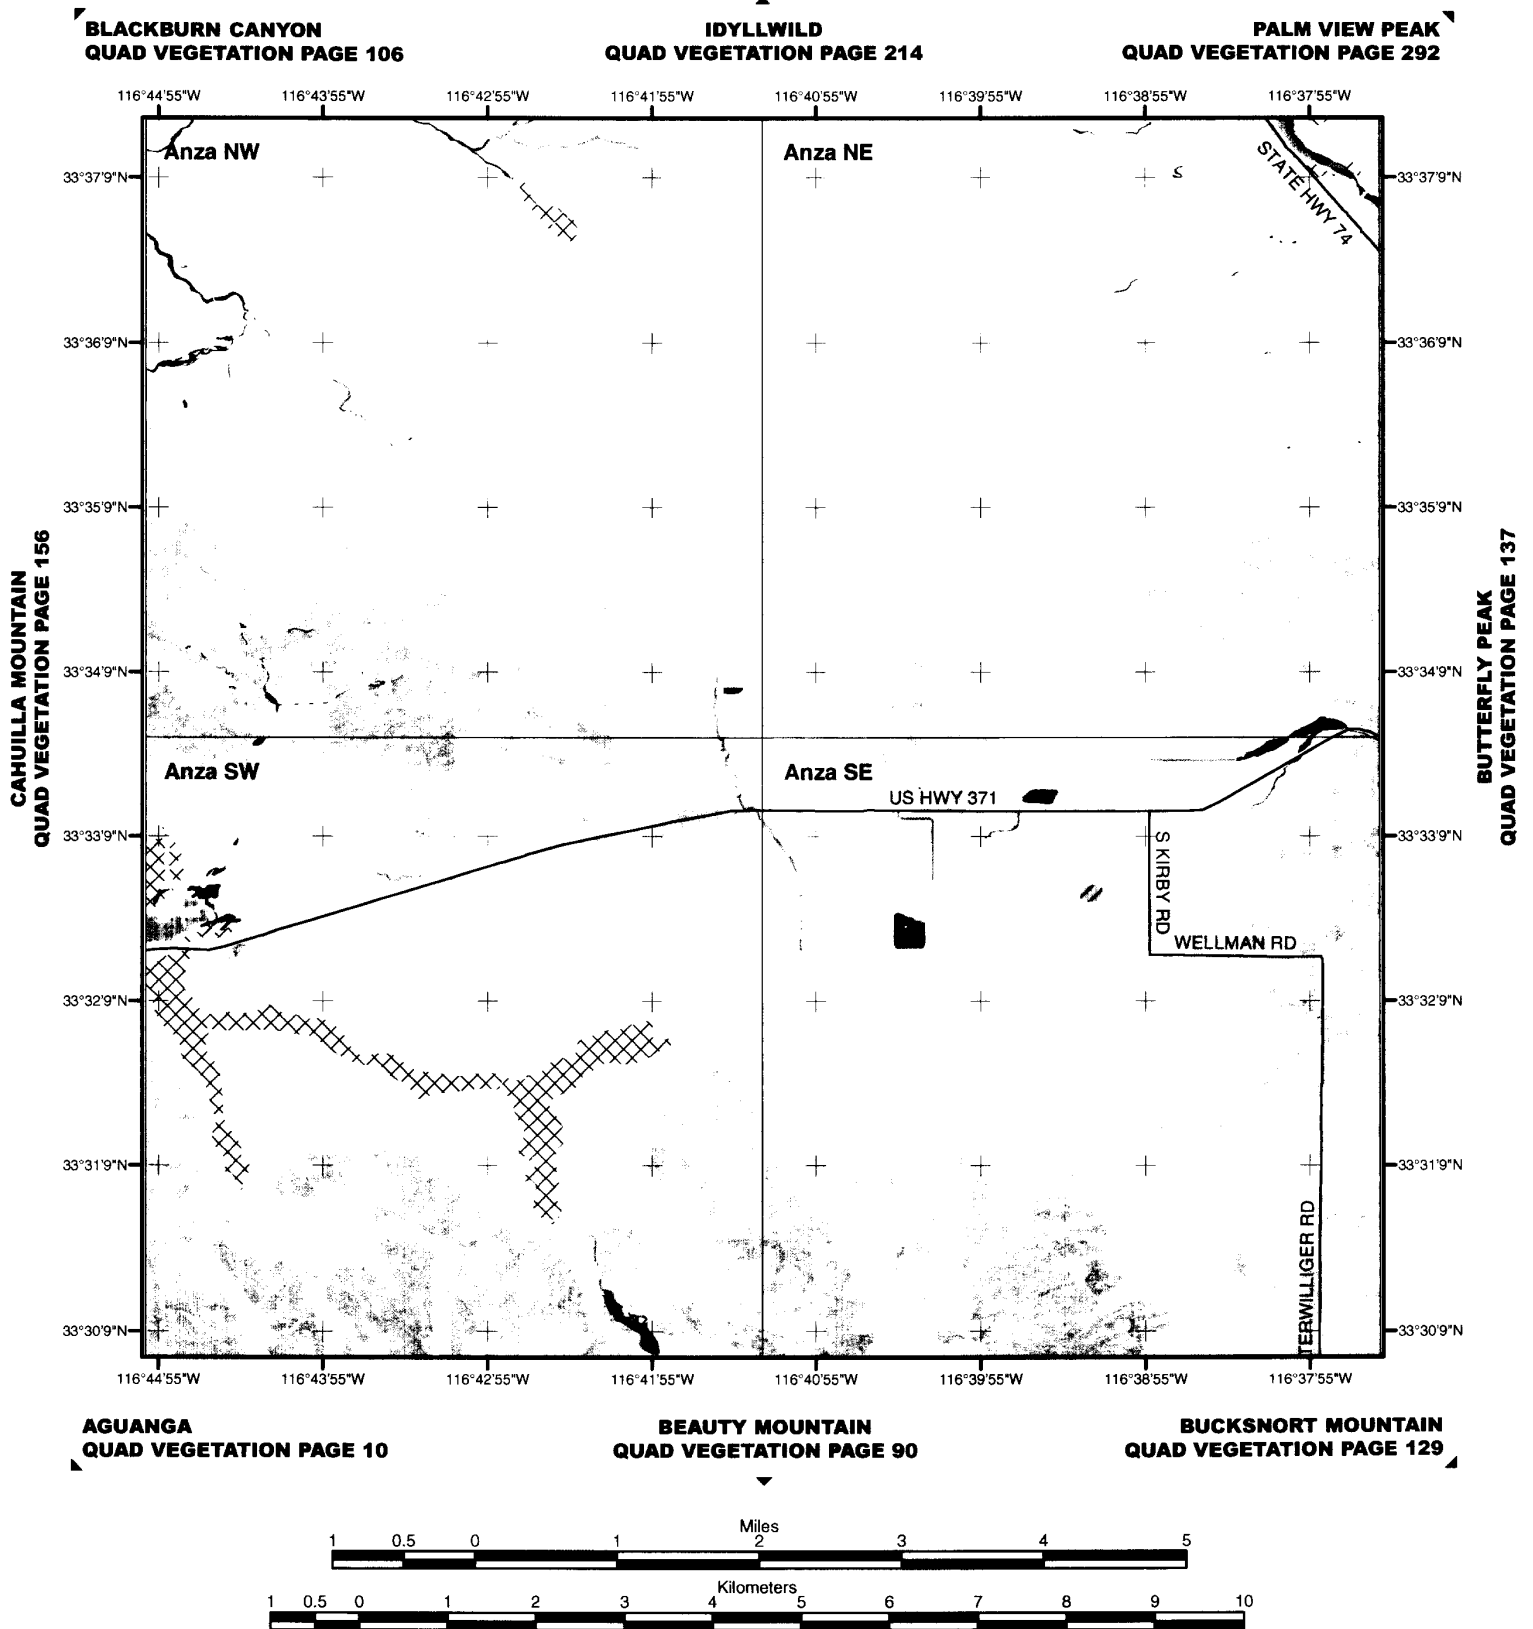 BLACKBURN CANYON
QUAD VEGETATION PAGE 106
IDYLLWILD
QUAD VEGETATION PAGE 214
PALM VIEW PEAK
QUAD VEGETATION PAGE 292
116°44'55"W 116°43'55"W 116°42'55"W 116°41'55"W 116°40'55"W 116°39'55"W 116°38'55"W 116°37'55"W
Anza NW
Anza NE
STATE HWY 74
33°37'9"N 33°37'9"N
33°36'9"N 33°36'9"N
33°35'9"N 33°35'9"N
CAHUILLA MOUNTAIN
QUAD VEGETATION PAGE 156
BUTTERFLY PEAK
QUAD VEGETATION PAGE 137
33°34'9"N 33°34'9"N
Anza SW
Anza SE
US HWY 371
33°33'9"N 33°33'9"N
S KIRBY RD
WELLMAN RD
33°32'9"N 33°32'9"N
33°31'9"N 33°31'9"N
TERWILLIGER RD
33°30'9"N 33°30'9"N
116°44'55"W 116°43'55"W 116°42'55"W 116°41'55"W 116°40'55"W 116°39'55"W 116°38'55"W 116°37'55"W
AGUANGA
QUAD VEGETATION PAGE 10
BEAUTY MOUNTAIN
QUAD VEGETATION PAGE 90
BUCKSNORT MOUNTAIN
QUAD VEGETATION PAGE 129
Miles
1 0.5 0 1 2 3 4 5
Kilometers
1 0.5 0 1 2 3 4 5 6 7 8 9 10